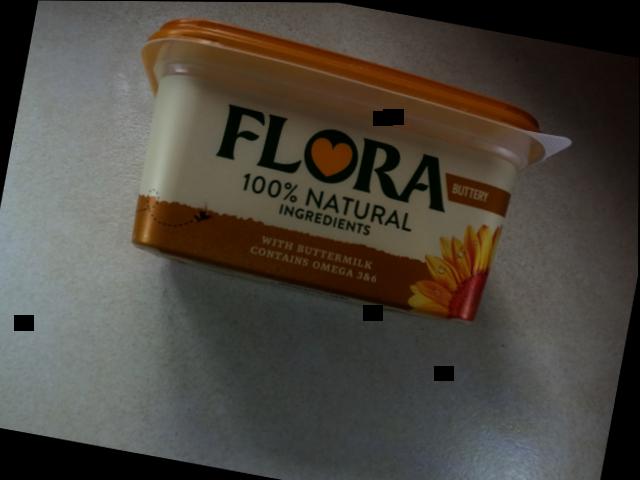 FLORA
BUTTERY
100% NATURAL
INGREDIENTS
WITH BUTTERMILK
CONTAINS OMEGA 3&6